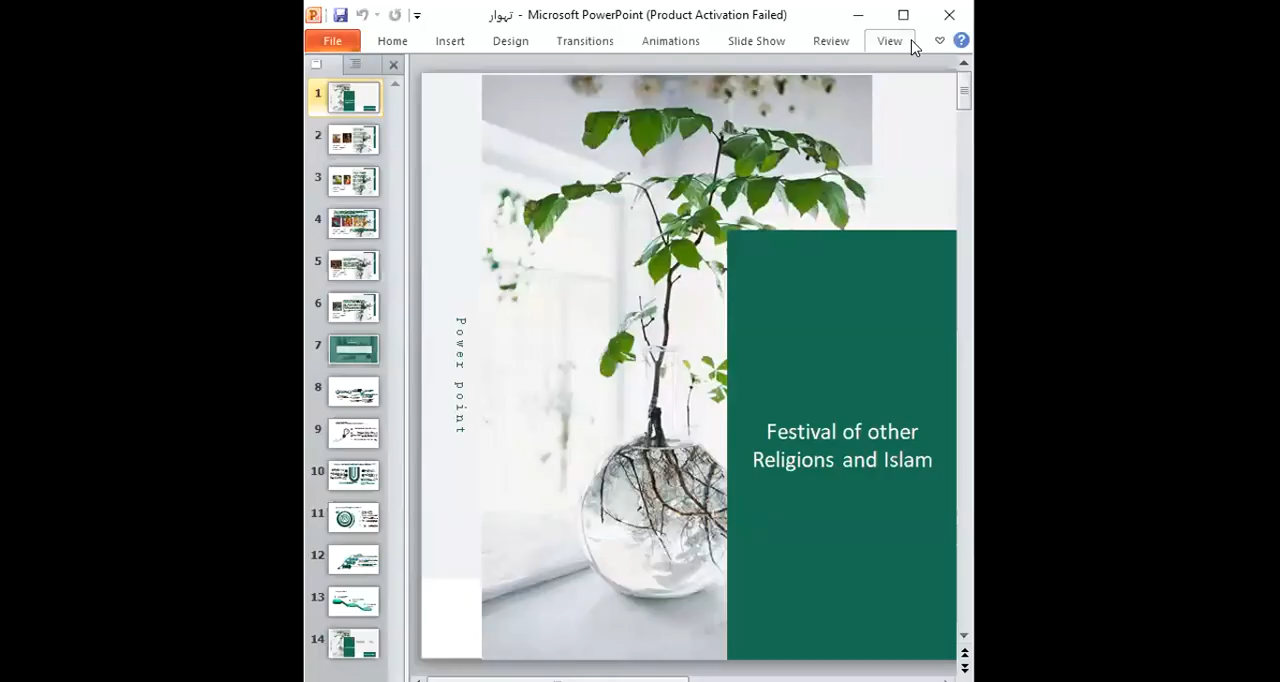 تہوار - Microsoft PowerPoint (Product Activation Failed)
File Home Insert Design Transitions Animations Slide Show Review View
1
2
3
4
5
6
7
8
9
10
11
12
13
14
Power point
Festival of other
Religions and Islam